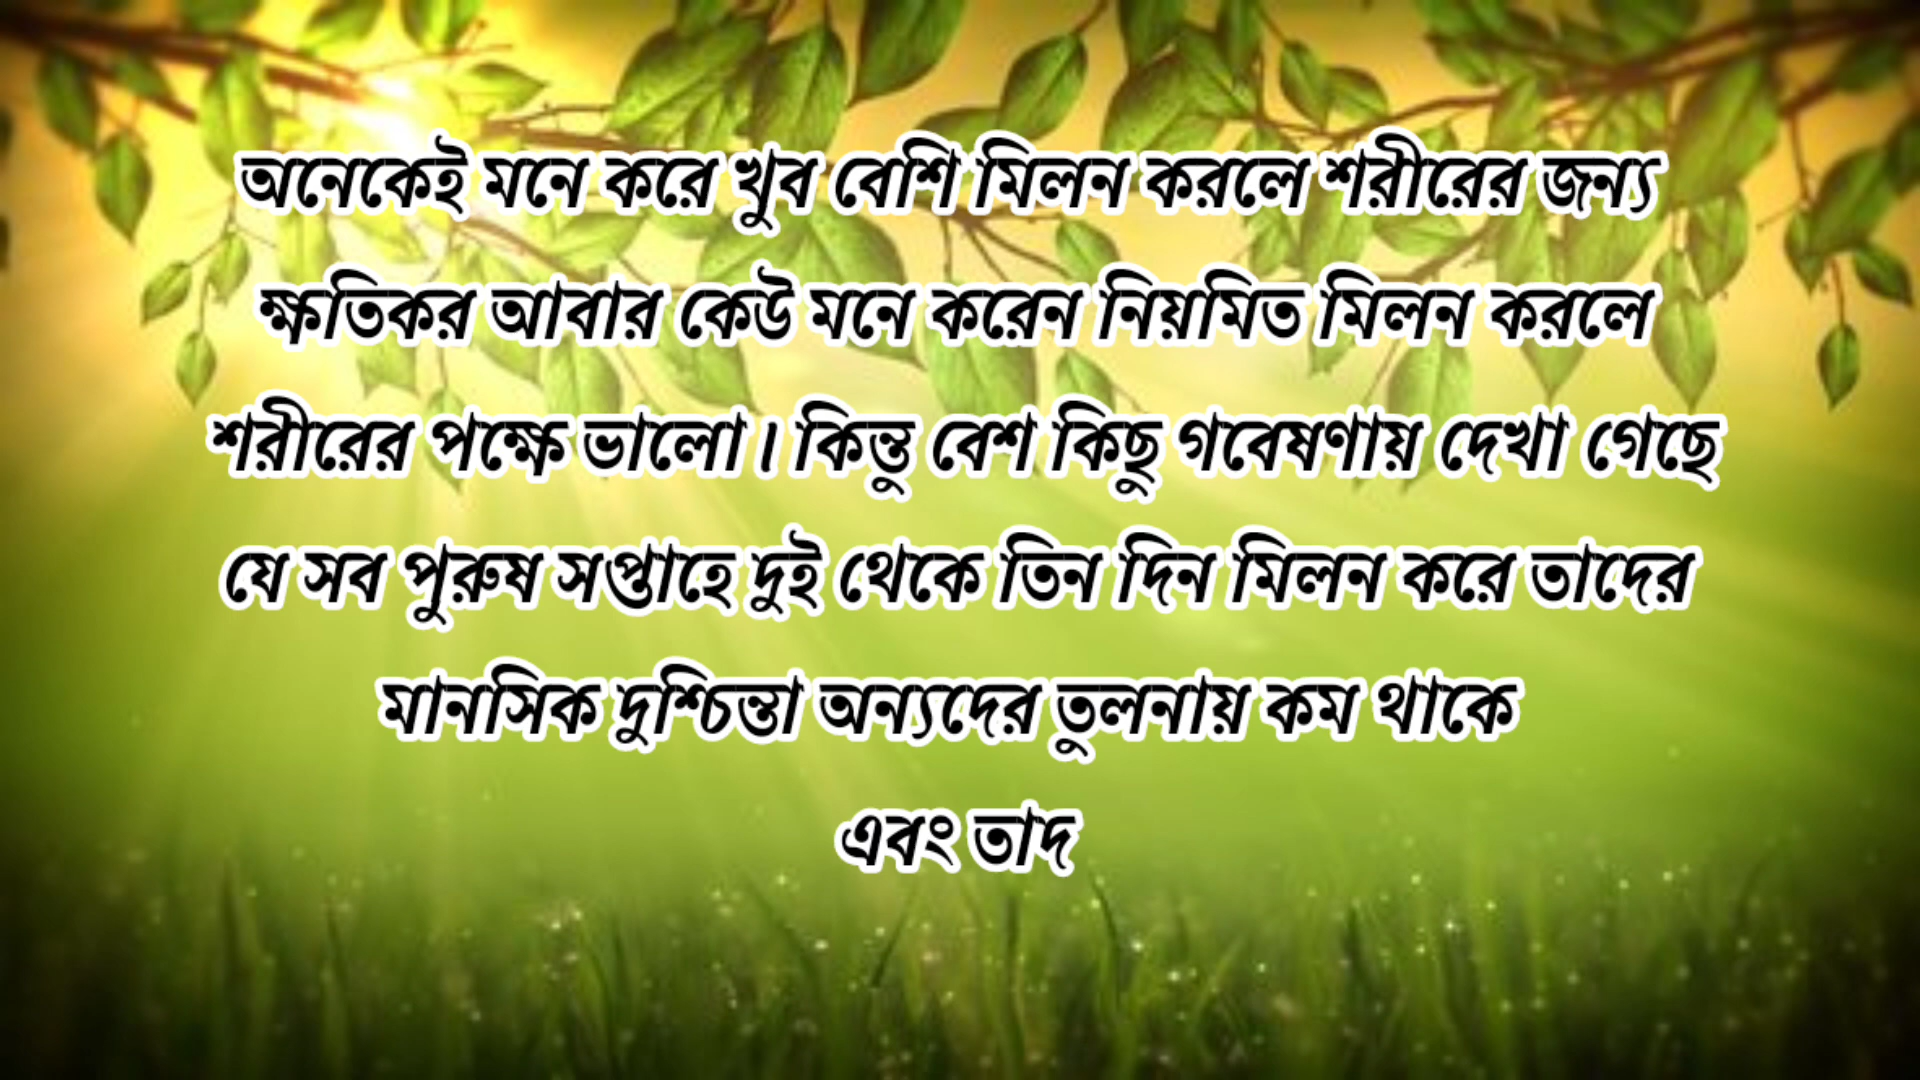 অনেকেই মনে করে খুব বেশি মিলন করলে শরীরের জন্য
ক্ষতিকর আবার কেউ মনে করেন নিয়মিত মিলন করলে
শরীরের পক্ষে ভালো। কিন্তু বেশ কিছু গবেষণায় দেখা গেছে
যে সব পুরুষ সপ্তাহে দুই থেকে তিন দিন মিলন করে তাদের
মানসিক দুশ্চিন্তা অন্যদের তুলনায় কম থাকে
এবং তাদ